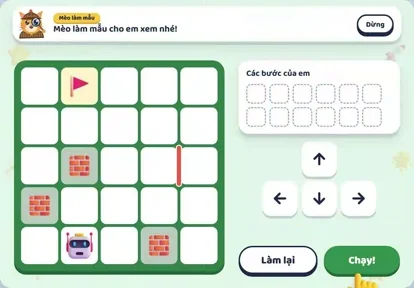 Mèo làm mẫu
Mèo làm mẫu cho em xem nhé!
Dừng
Các bước của em
Làm lại
Chạy!